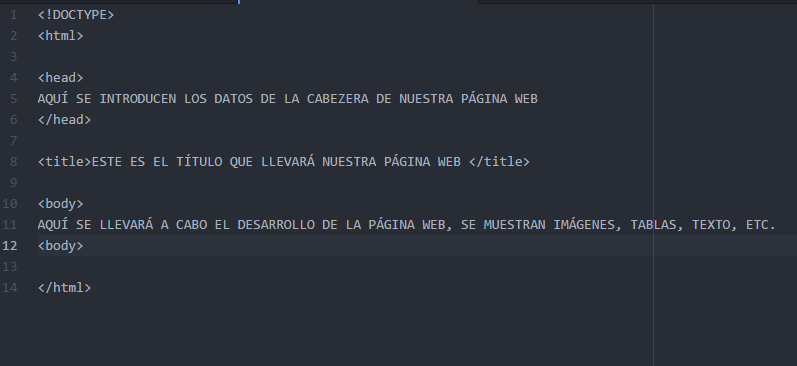 1 <!DOCTYPE>
2 <html>
3
4 <head>
5 AQUÍ SE INTRODUCEN LOS DATOS DE LA CABEZERA DE NUESTRA PÁGINA WEB
6 </head>
7
8 <title>ESTE ES EL TÍTULO QUE LLEVARÁ NUESTRA PÁGINA WEB </title>
9
10 <body>
11 AQUÍ SE LLEVARÁ A CABO EL DESARROLLO DE LA PÁGINA WEB, SE MUESTRAN IMÁGENES, TABLAS, TEXTO, ETC.
12 <body>
13
14 </html>